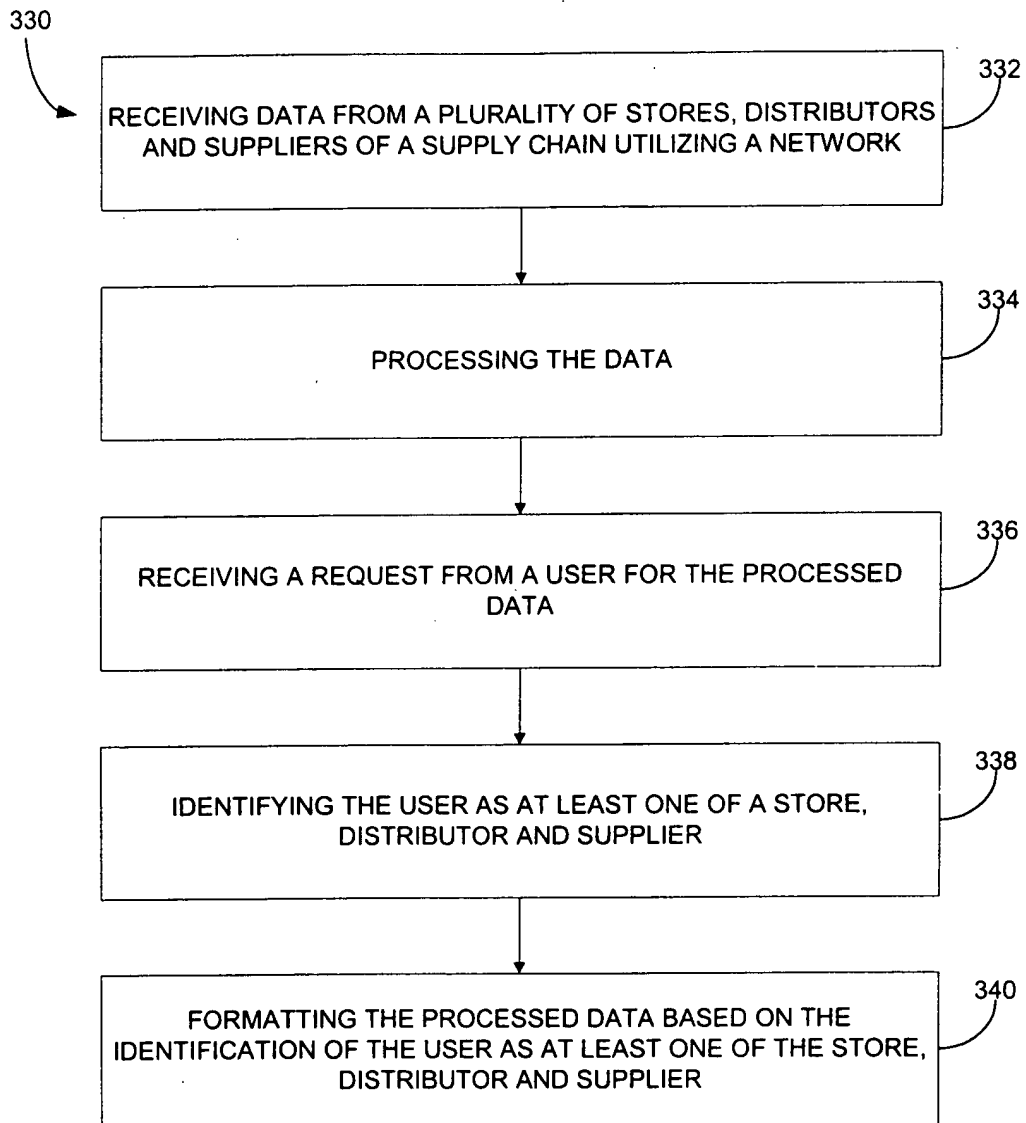 330
332
RECEIVING DATA FROM A PLURALITY OF STORES, DISTRIBUTORS
AND SUPPLIERS OF A SUPPLY CHAIN UTILIZING A NETWORK
334
PROCESSING THE DATA
336
RECEIVING A REQUEST FROM A USER FOR THE PROCESSED
DATA
338
IDENTIFYING THE USER AS AT LEAST ONE OF A STORE,
DISTRIBUTOR AND SUPPLIER
340
FORMATTING THE PROCESSED DATA BASED ON THE
IDENTIFICATION OF THE USER AS AT LEAST ONE OF THE STORE,
DISTRIBUTOR AND SUPPLIER